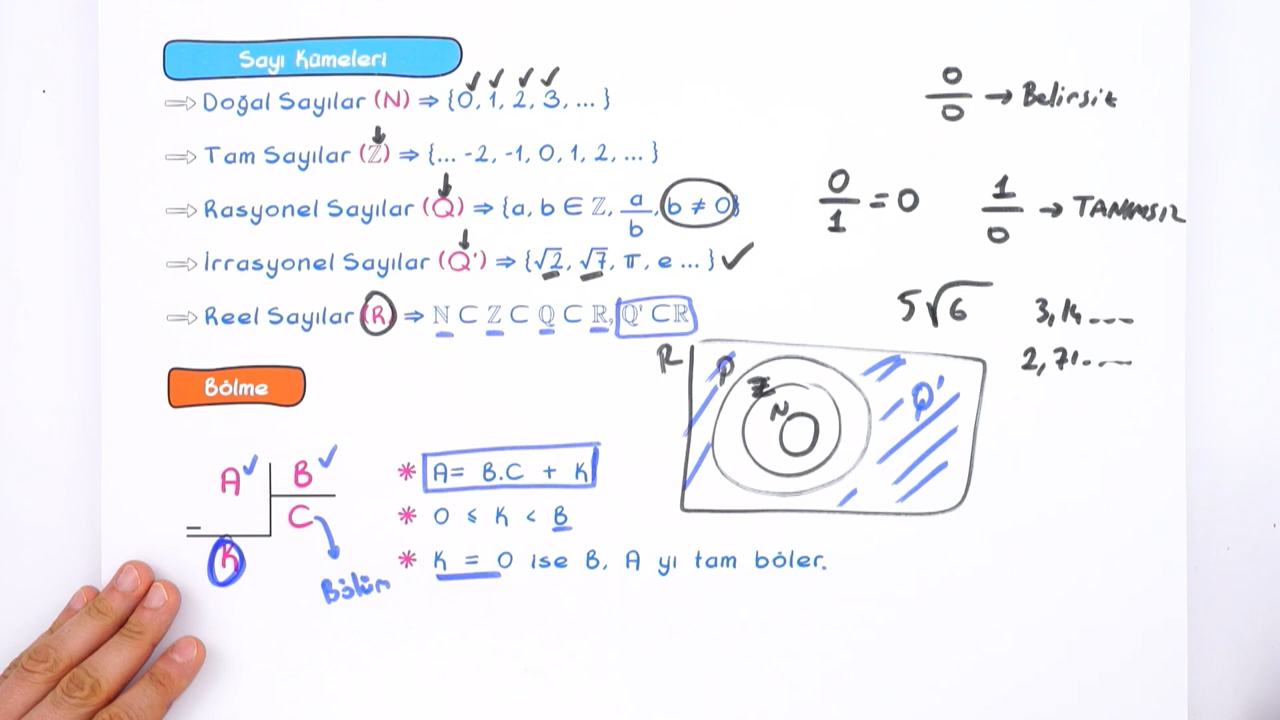 Sayı Kümeleri
⇒ Doğal Sayılar (N) ⇒ {0, 1, 2, 3, ... }
⇒ Tam Sayılar (ℤ) ⇒ {... -2, -1, 0, 1, 2, ... }
⇒ Rasyonel Sayılar (Q) ⇒ {a, b ∈ ℤ, a/b, b ≠ 0}
⇒ İrrasyonel Sayılar (Q') ⇒ {√2, √7, π, e ... } ✓
⇒ Reel Sayılar (R) ⇒ ℕ ⊂ ℤ ⊂ ℚ ⊂ ℝ, Q' ⊂ ℝ
0/0 → Belirsiz
0/1 = 0
1/0 → TANIMSIZ
5√6
3,14....
2,71....
R
Z
N
Q'
Bölme
A B
C
K
Bölüm
* A= B.C + K
* 0 ≤ K < B
* K = 0 ise B, A yı tam böler.